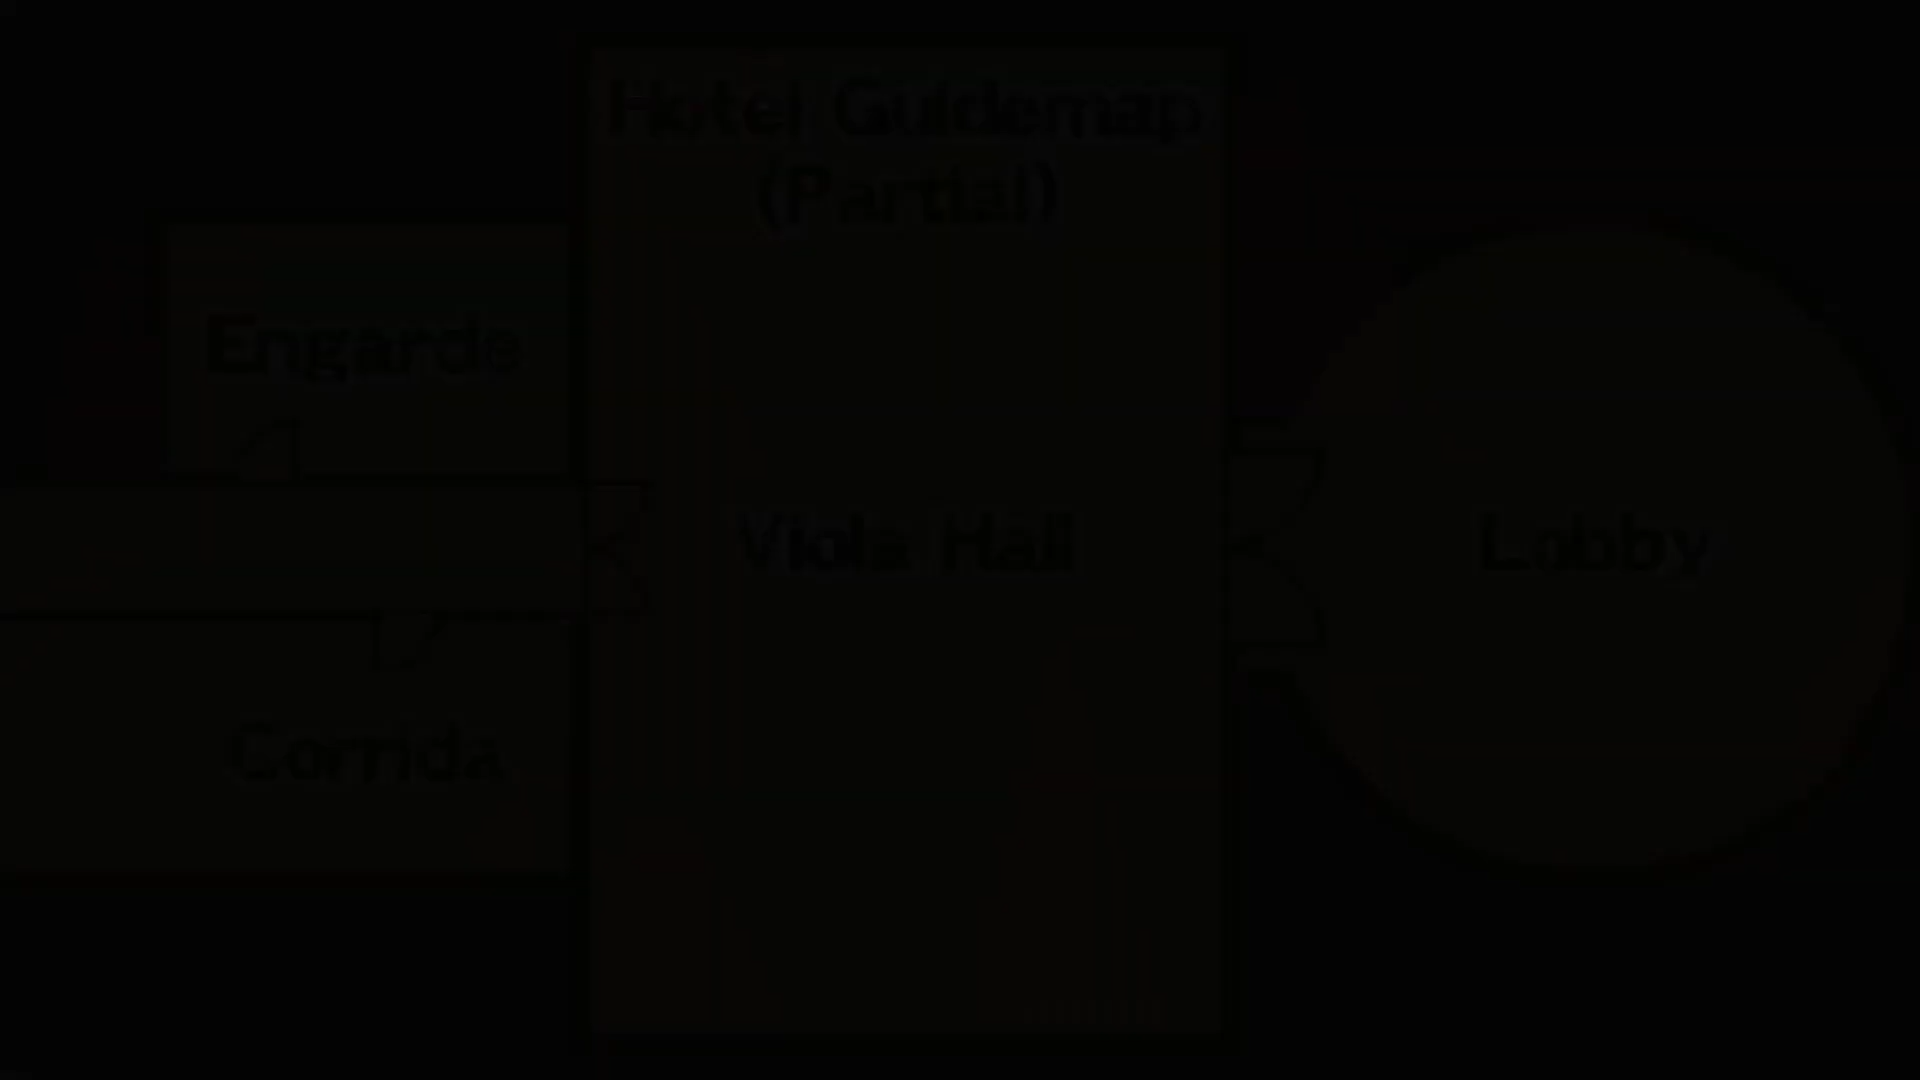 Hotel Guidemap
(Partial)
Engarde
Viola Hall
Lobby
Corrida